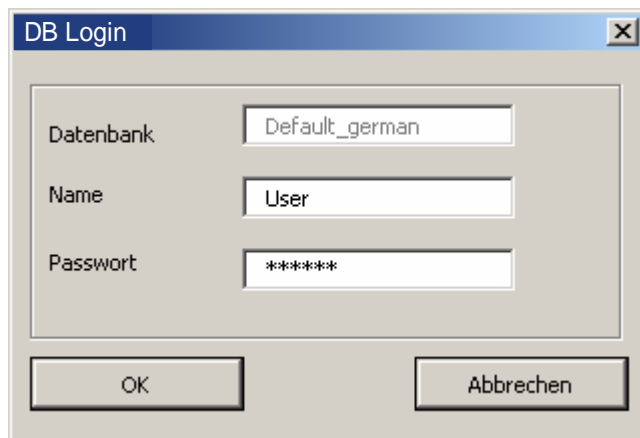 DB Login
Datenbank Default_german
Name User
Passwort ******
OK Abbrechen